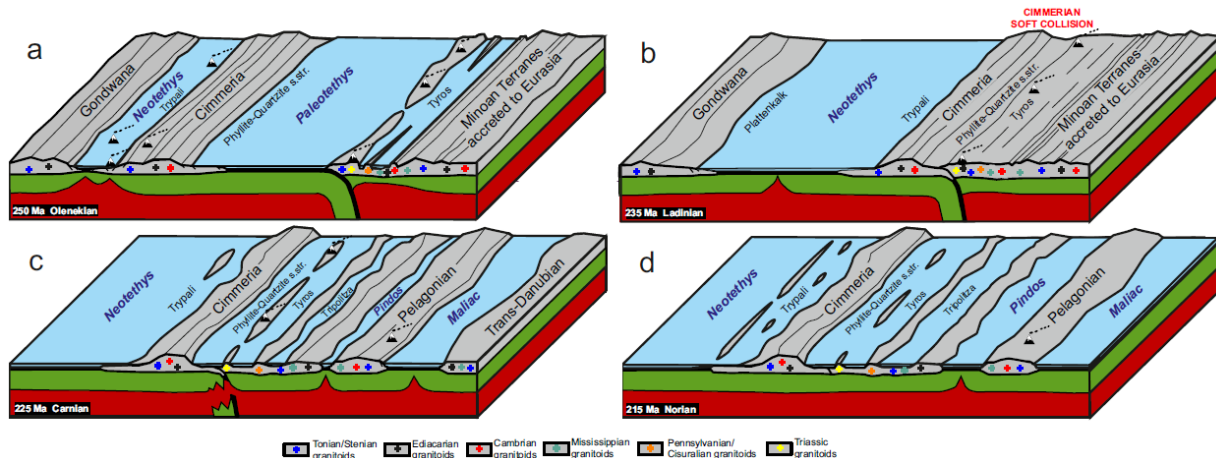 a
Gondwana
Neotethys
Trypali
Cimmeria
Phyllite-Quartzite s.str.
Paleotethys
Tyros
Minoan Terranes
accreted to Eurasia
250 Ma Olenekian
CIMMERIAN
SOFT COLLISION
b
Gondwana
Plattenkalk
Neotethys
Trypali
Cimmeria
Phyllite-Quartzite s.str.
Tyros
Minoan Terranes
accreted to Eurasia
235 Ma Ladinian
c
Neotethys
Trypali
Cimmeria
Phyllite-Quartzite s.str.
Tyros
Tripolitza
Pindos
Pelagonian
Maliac
Trans-Danubian
225 Ma Carnian
d
Neotethys
Trypali
Cimmeria
Phyllite-Quartzite s.str.
Tyros
Tripolitza
Pindos
Pelagonian
Maliac
215 Ma Norian
Tonian/Stenian
granitoids
Ediacarian
granitoids
Cambrian
granitpoids
Mississippian
granitoids
Pennsylvanian/
Cisuralian granitoids
Triassic
granitoids